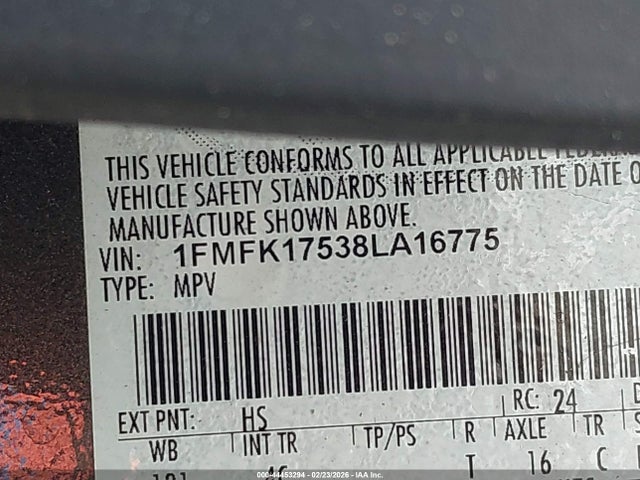 THIS VEHICLE CONFORMS TO ALL APPLICABLE FEDERAL
VEHICLE SAFETY STANDARDS IN EFFECT ON THE DATE O
MANUFACTURE SHOWN ABOVE.
VIN: 1FMFK17538LA16775
TYPE: MPV
EXT PNT: HS RC: 24
WB INT TR TP/PS R AXLE TR
T 16 C
000-44453294 - 02/23/2026 - IAAI Inc.